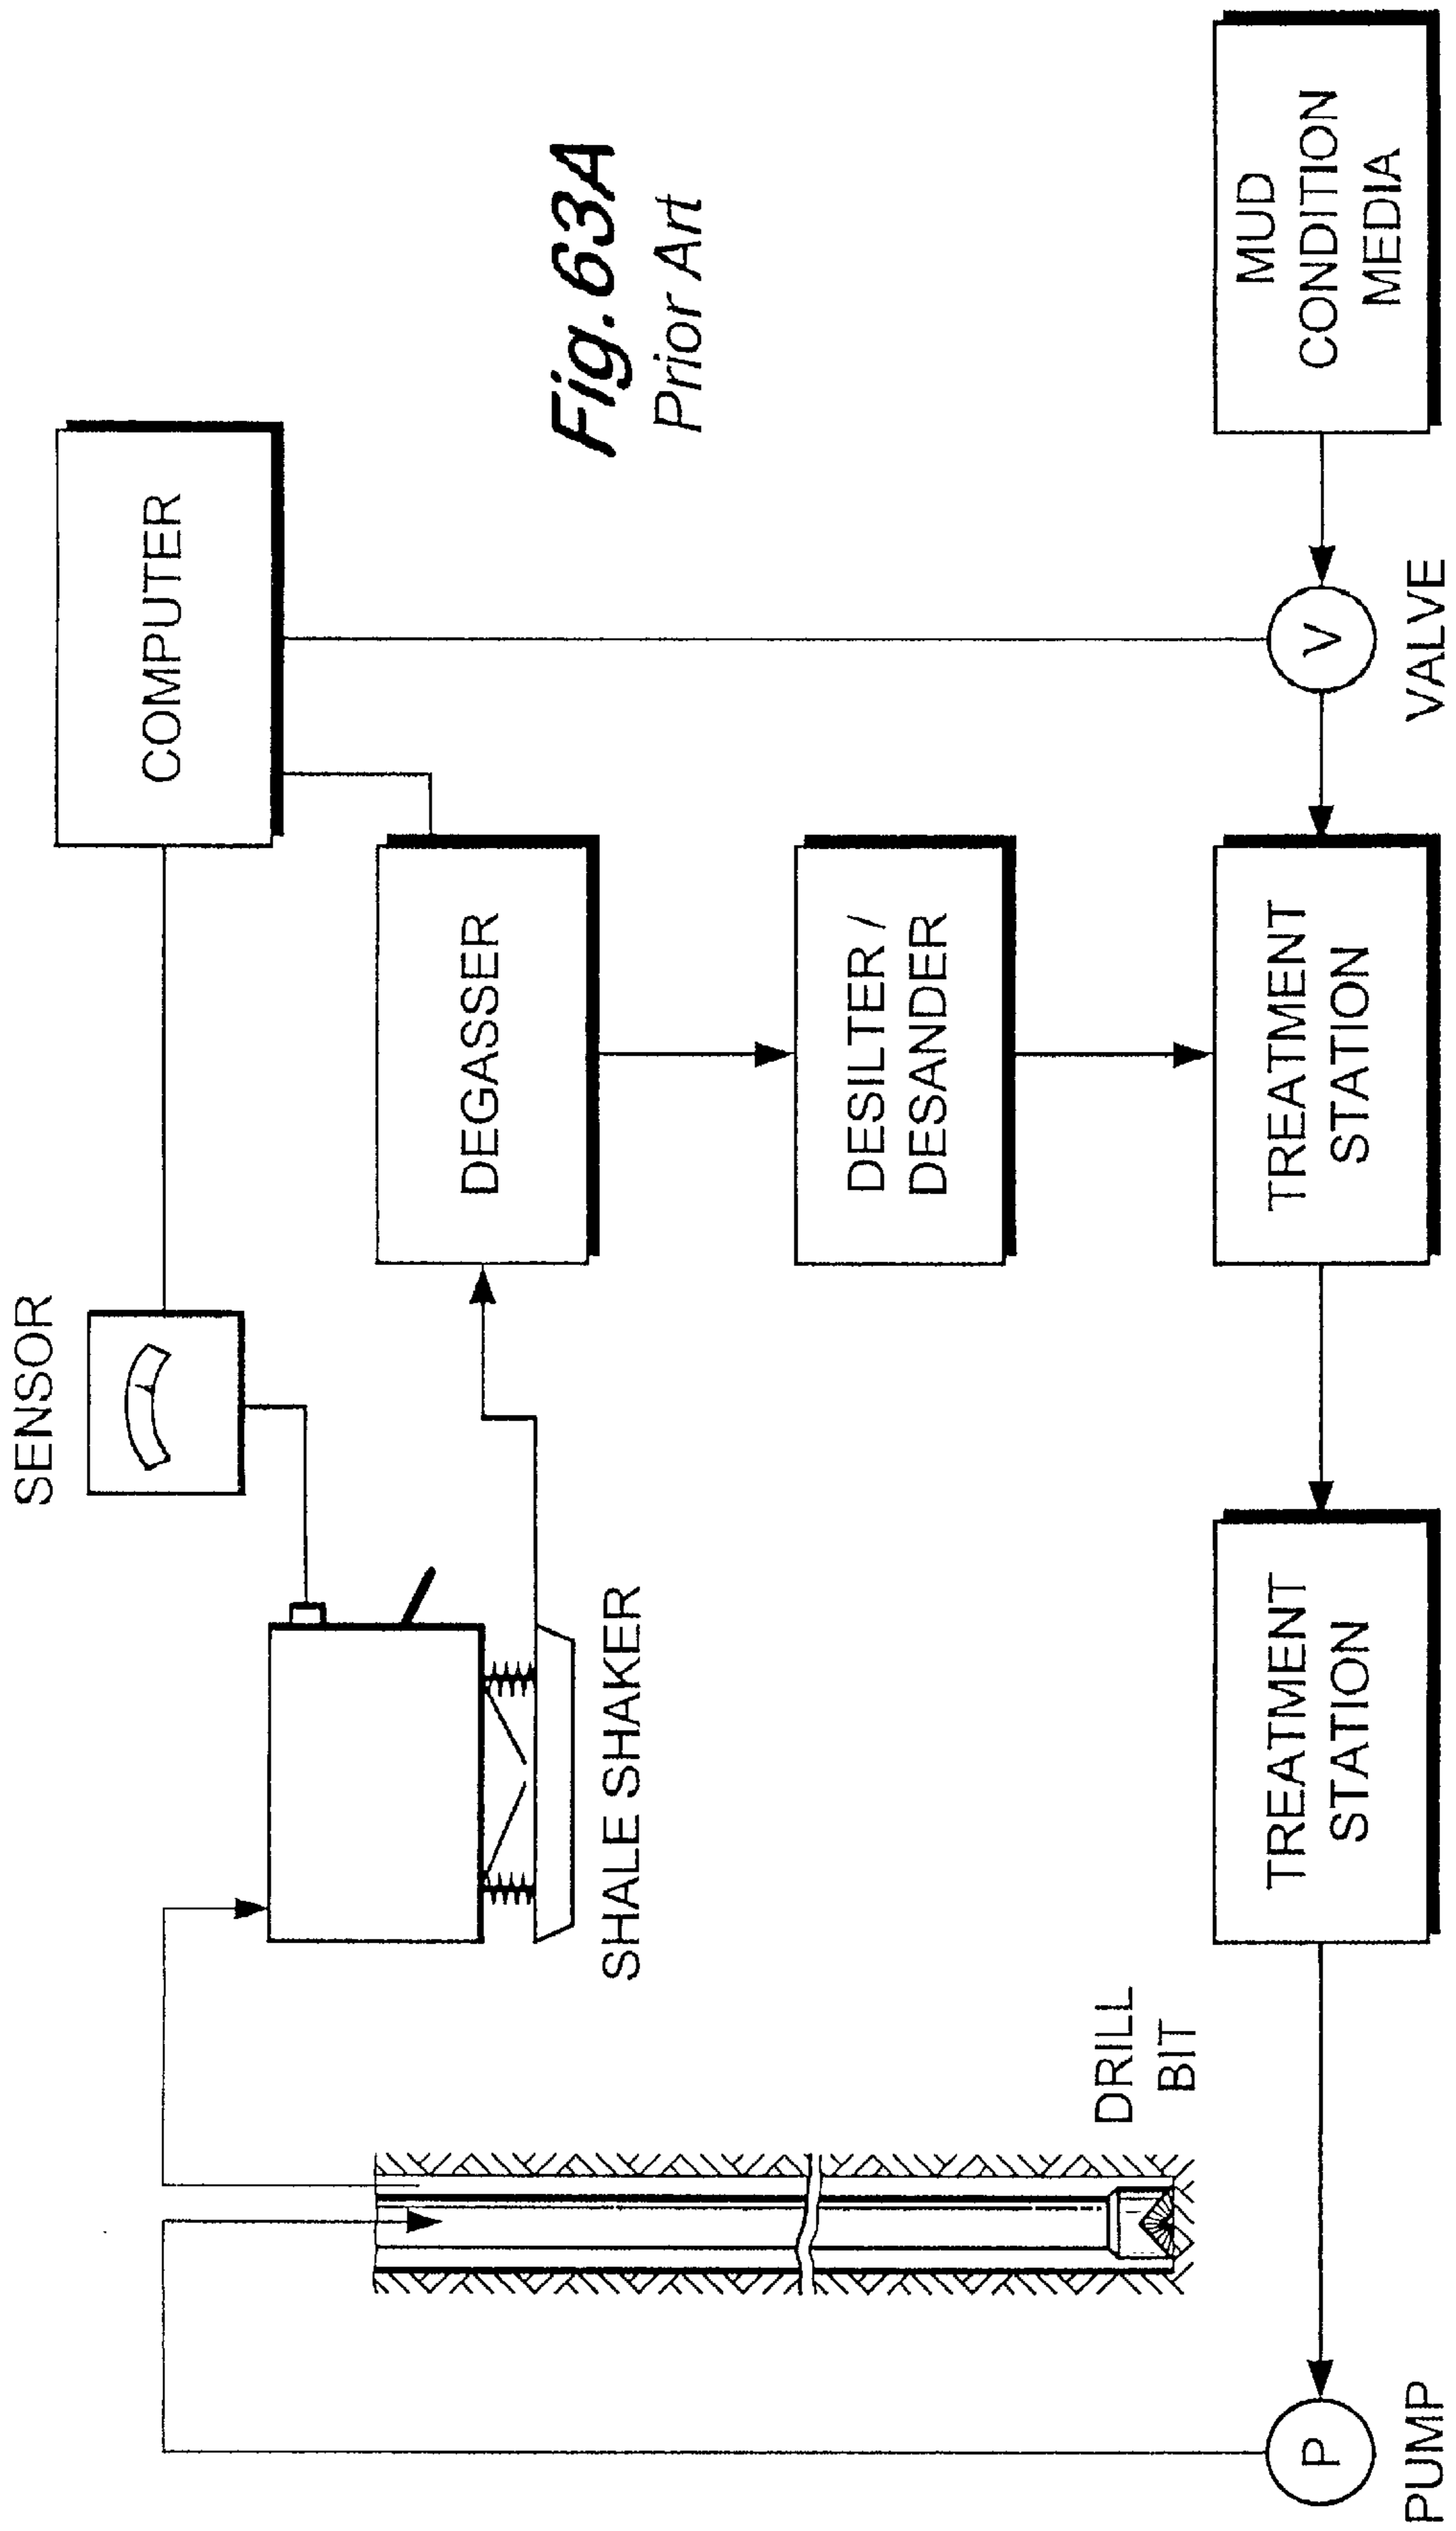 SENSOR
COMPUTER
Fig. 63A
Prior Art
SHALE SHAKER
DEGASSER
DESILTER /
DESANDER
DRILL
BIT
P
PUMP
TREATMENT
STATION
TREATMENT
STATION
V
VALVE
MUD
CONDITION
MEDIA